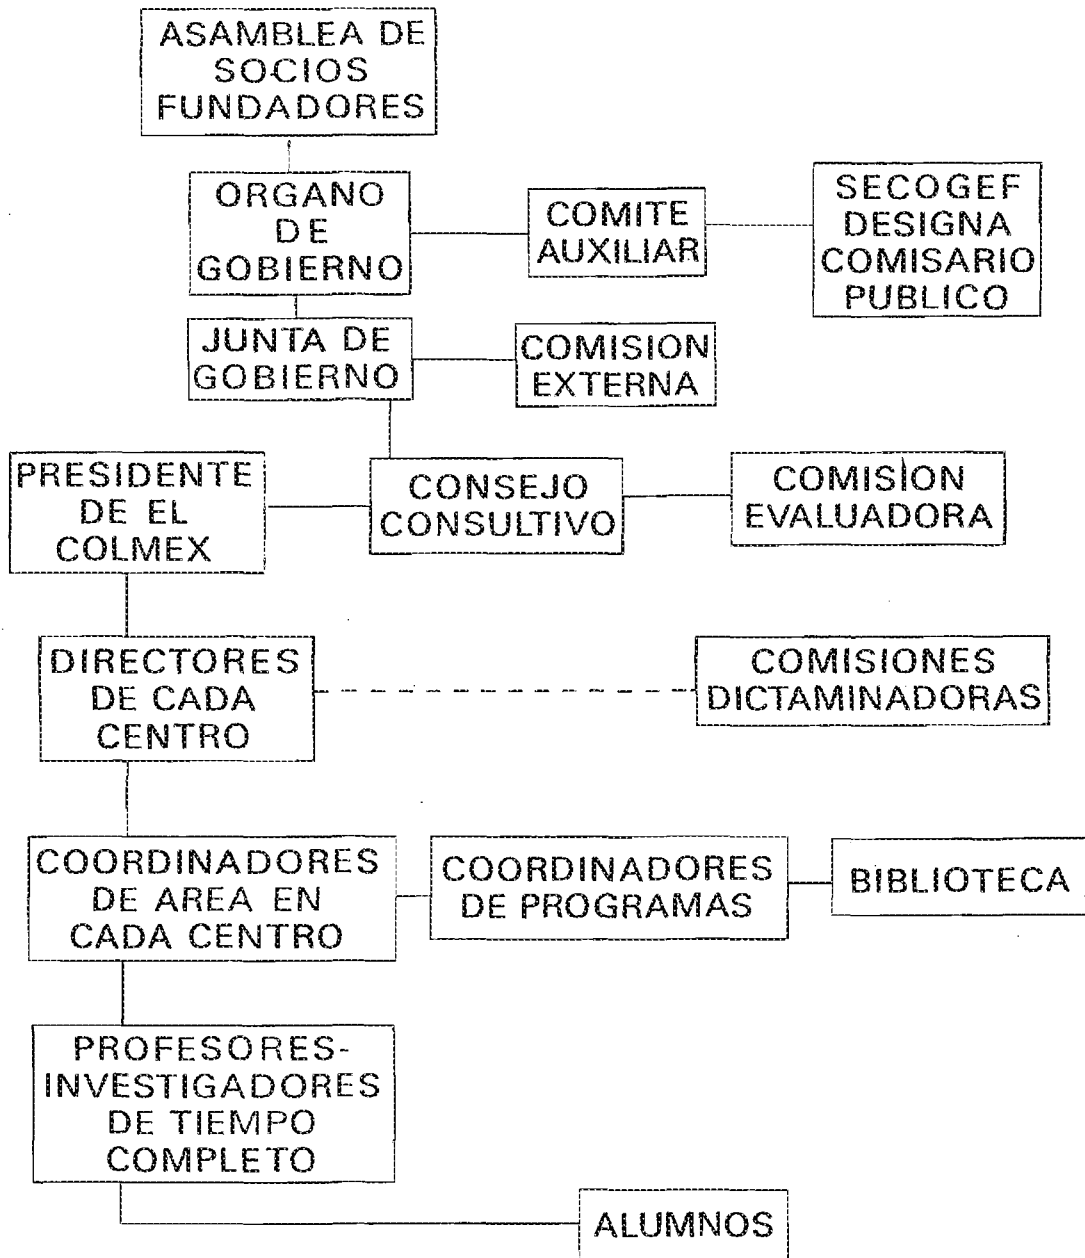 ASAMBLEA DE
SOCIOS
FUNDADORES
ORGANO
DE
GOBIERNO
COMITE
AUXILIAR
SECOGEF
DESIGNA
COMISARIO
PUBLICO
JUNTA DE
GOBIERNO
COMISION
EXTERNA
PRESIDENTE
DE EL
COLMEX
CONSEJO
CONSULTIVO
COMISION
EVALUADORA
DIRECTORES
DE CADA
CENTRO
COMISIONES
DICTAMINADORAS
COORDINADORES
DE AREA EN
CADA CENTRO
COORDINADORES
DE PROGRAMAS
BIBLIOTECA
PROFESORES-
INVESTIGADORES
DE TIEMPO
COMPLETO
ALUMNOS